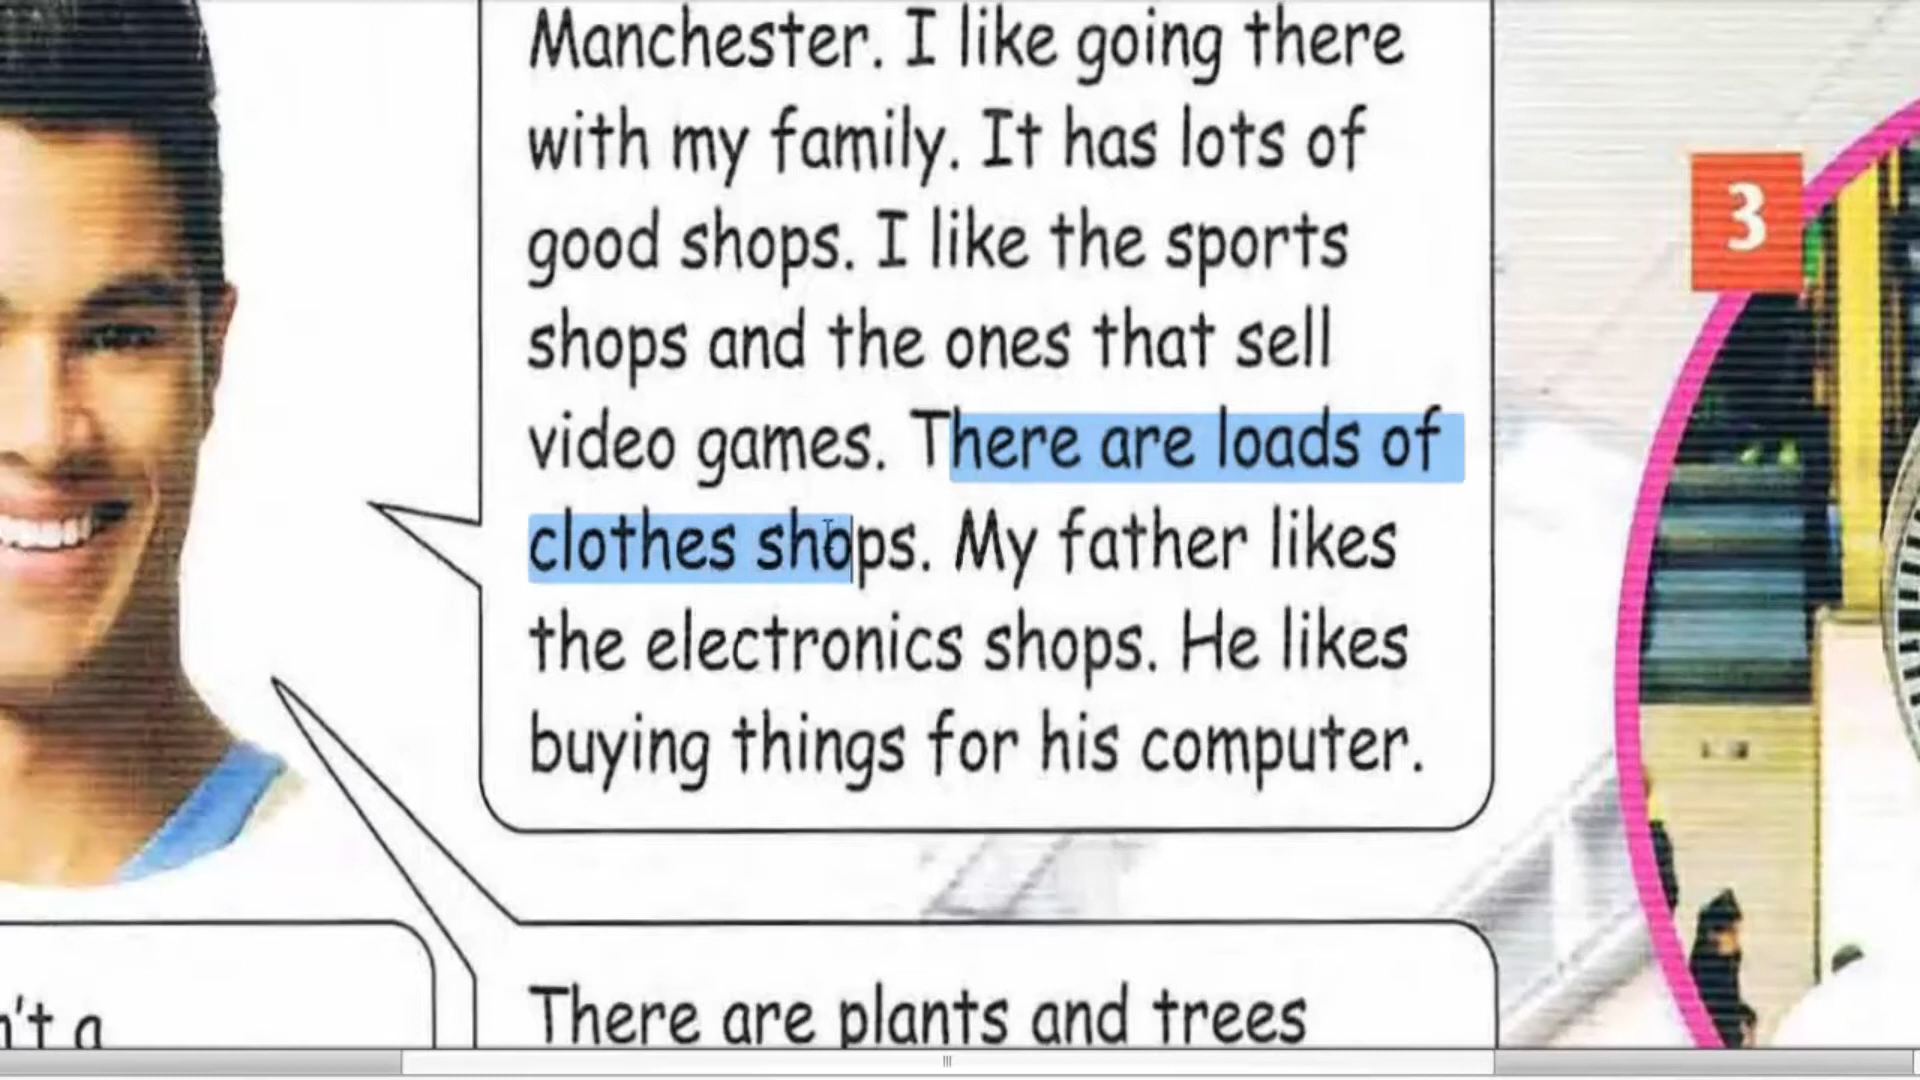 Manchester. I like going there
with my family. It has lots of
good shops. I like the sports
shops and the ones that sell
video games. There are loads of
clothes shops. My father likes
the electronics shops. He likes
buying things for his computer.
3
n't a
There are plants and trees